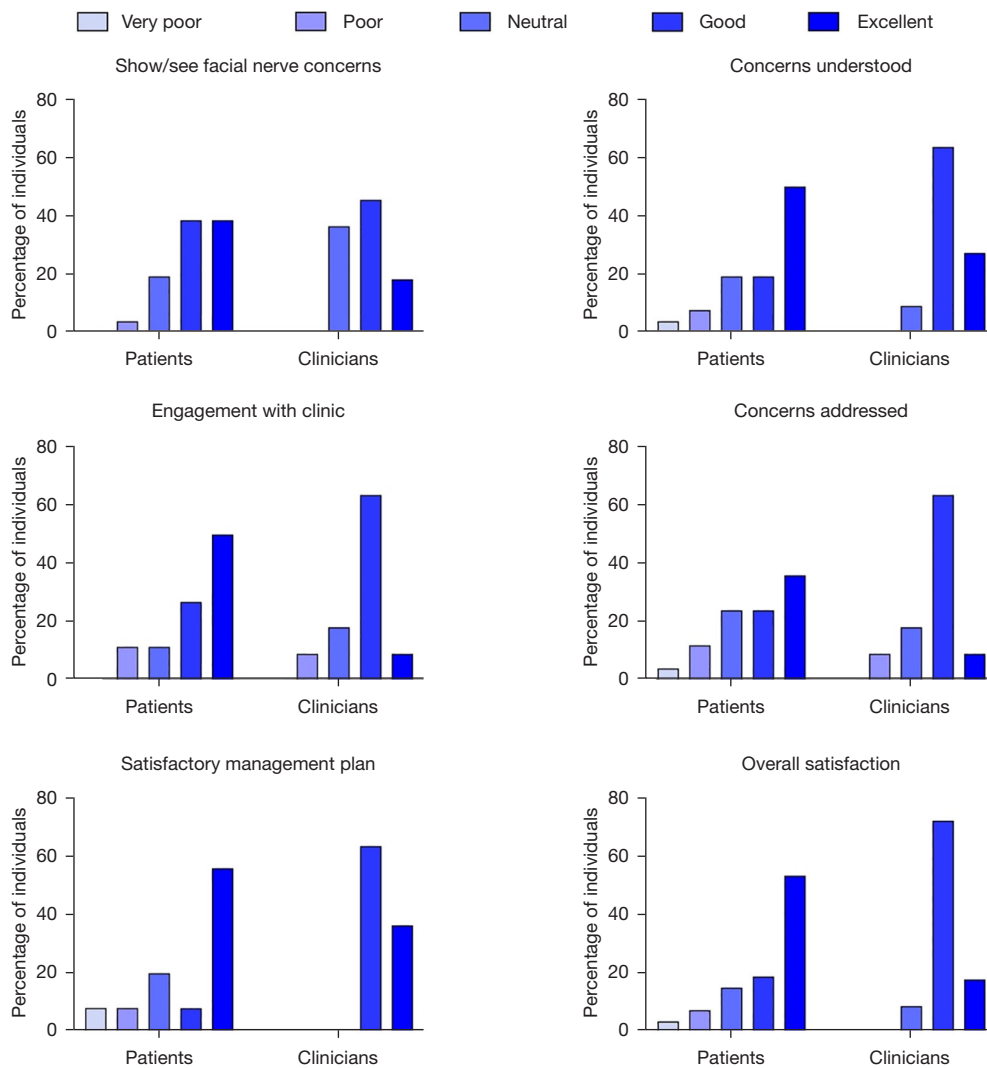 Very poor Poor Neutral Good Excellent
Show/see facial nerve concerns
Percentage of individuals
80
60
40
20
0
Patients Clinicians
Concerns understood
Percentage of individuals
80
60
40
20
0
Patients Clinicians
Engagement with clinic
Percentage of individuals
80
60
40
20
0
Patients Clinicians
Concerns addressed
Percentage of individuals
80
60
40
20
0
Patients Clinicians
Satisfactory management plan
Percentage of individuals
80
60
40
20
0
Patients Clinicians
Overall satisfaction
Percentage of individuals
80
60
40
20
0
Patients Clinicians